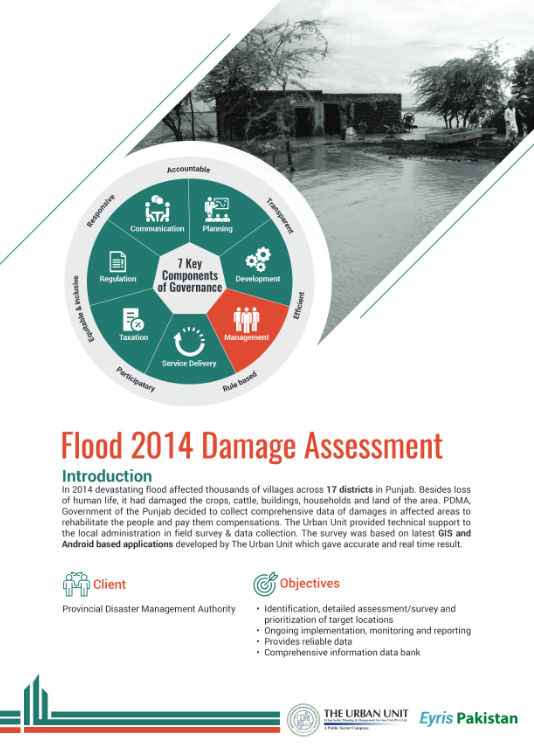 Accountable
Responsive
Transparent
Communication
Planning
7 Key
Components
of Governance
Regulation
Development
Equitable & Inclusive
Efficient
Taxation
Management
Service Delivery
Participatory
Rule based
Flood 2014 Damage Assessment
Introduction
In 2014 devastating flood affected thousands of villages across 17 districts in Punjab. Besides loss
of human life, it had damaged the crops, cattle, buildings, households and land of the area. PDMA,
Government of the Punjab decided to collect comprehensive data of damages in affected areas to
rehabilitate the people and pay them compensations. The Urban Unit provided technical support to
the local administration in field survey & data collection. The survey was based on latest GIS and
Android based applications developed by The Urban Unit which gave accurate and real time result.
Client
Provincial Disaster Management Authority
Objectives
• Identification, detailed assessment/survey and
prioritization of target locations
• Ongoing implementation, monitoring and reporting
• Provides reliable data
• Comprehensive information data bank
THE URBAN UNIT
Urban Sector Planning & Management Services Unit (Pvt.) Ltd.
A Public Sector Company
Eyris Pakistan